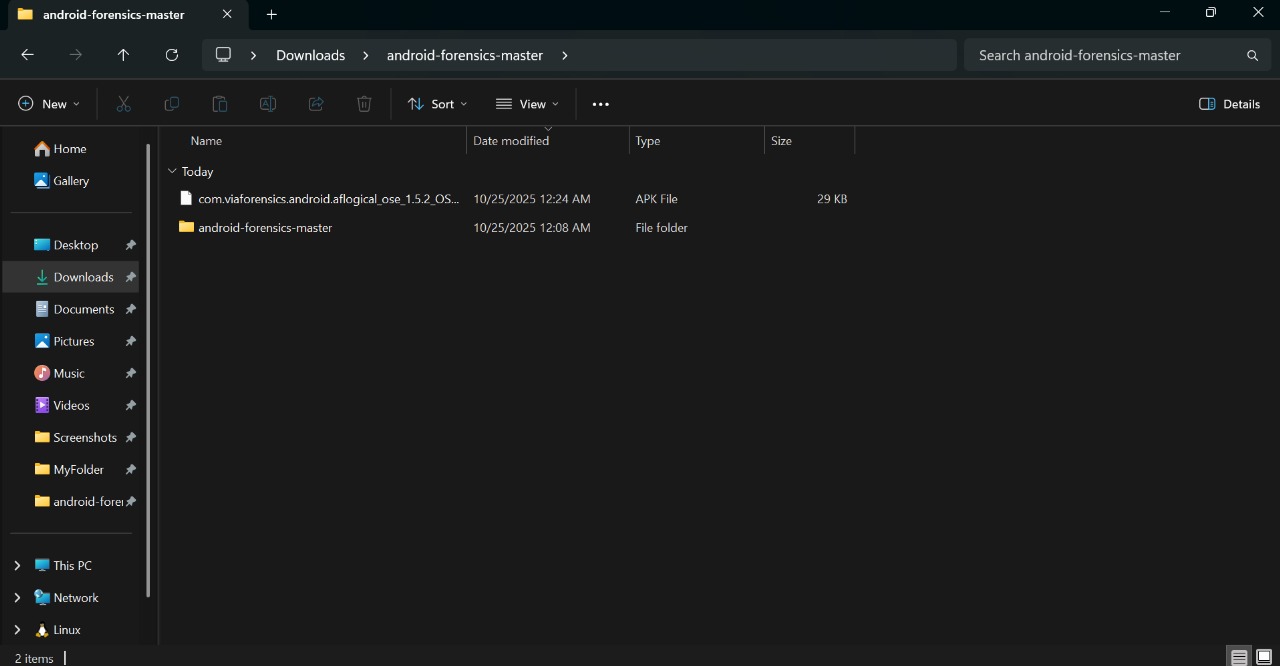 android-forensics-master
Downloads
android-forensics-master
Search android-forensics-master
New
Sort
View
Details
Name
Date modified
Type
Size
Home
Gallery
Desktop
Downloads
Documents
Pictures
Music
Videos
Screenshots
MyFolder
android-foren
This PC
Network
Linux
Today
com.viaforensics.android.aflogical_ose_1.5.2_OS... 10/25/2025 12:24 AM APK File 29 KB
android-forensics-master 10/25/2025 12:08 AM File folder
2 items